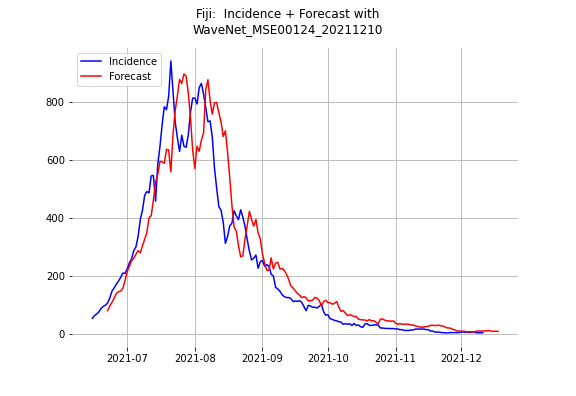 Fiji:  Incidence + Forecast with
WaveNet_MSE00124_20211210
Incidence
Forecast
800
600
400
200
0
2021-07 2021-08 2021-09 2021-10 2021-11 2021-12